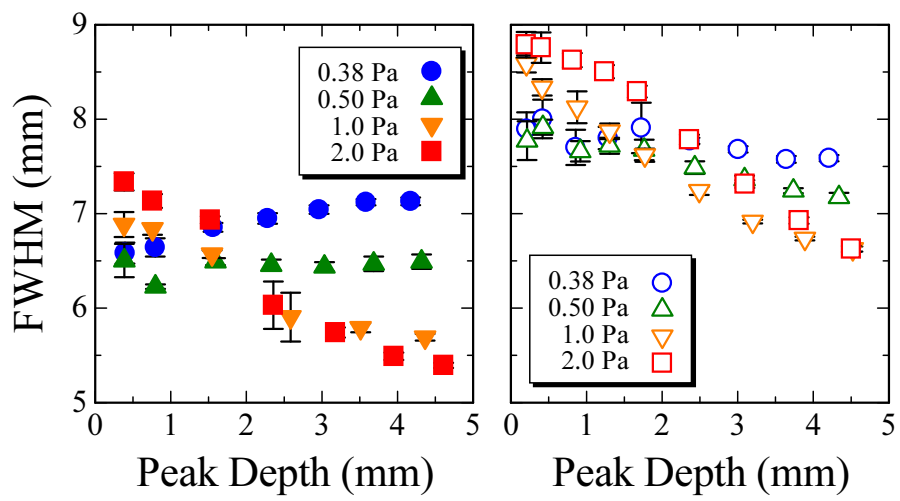 9
8
7
6
5
FWHM (mm)
0.38 Pa
0.50 Pa
1.0 Pa
2.0 Pa
0 1 2 3 4 5
Peak Depth (mm)
0.38 Pa
0.50 Pa
1.0 Pa
2.0 Pa
0 1 2 3 4 5
Peak Depth (mm)